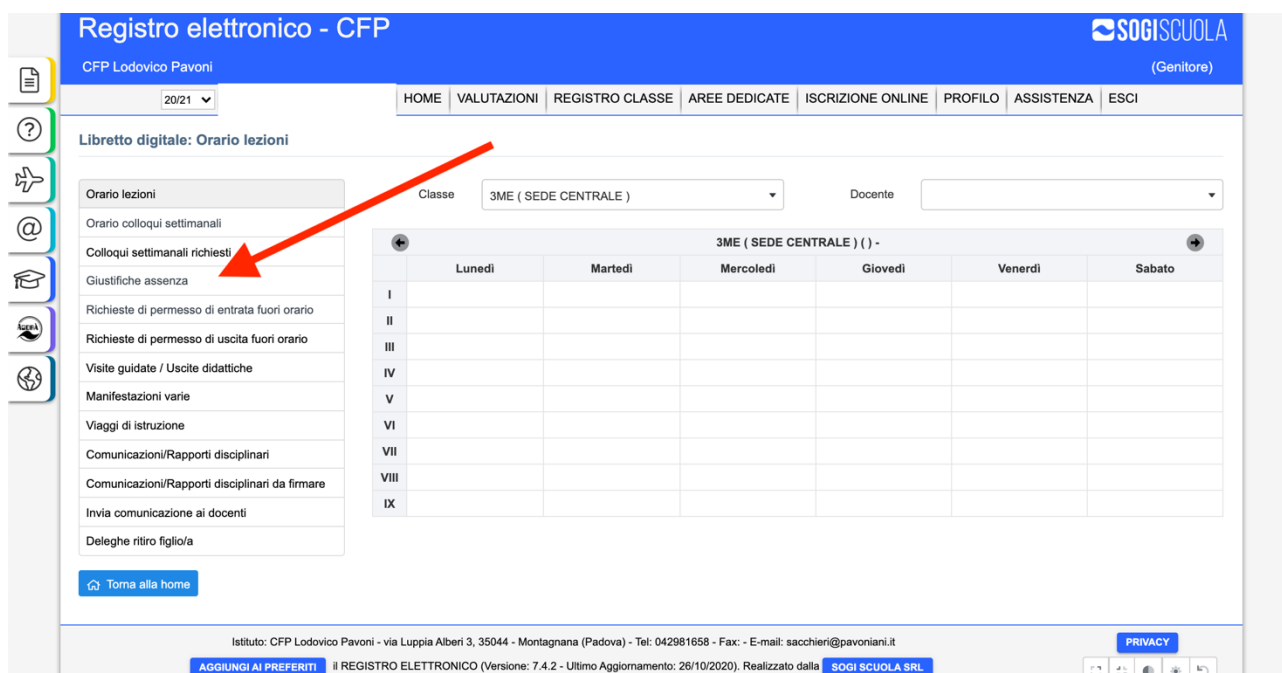 Registro elettronico - CFP
SOGISCUOLA
CFP Lodovico Pavoni
(Genitore)
20/21
HOME VALUTAZIONI REGISTRO CLASSE AREE DEDICATE ISCRIZIONE ONLINE PROFILO ASSISTENZA ESCI
Libretto digitale: Orario lezioni
Orario lezioni
Orario colloqui settimanali
Colloqui settimanali richiesti
Giustifiche assenza
Richieste di permesso di entrata fuori orario
Richieste di permesso di uscita fuori orario
Visite guidate / Uscite didattiche
Manifestazioni varie
Viaggi di istruzione
Comunicazioni/Rapporti disciplinari
Comunicazioni/Rapporti disciplinari da firmare
Invia comunicazione ai docenti
Deleghe ritiro figlio/a
Torna alla home
Classe 3ME ( SEDE CENTRALE ) Docente
3ME ( SEDE CENTRALE ) ( ) -
Lunedì Martedì Mercoledì Giovedì Venerdì Sabato
I
II
III
IV
V
VI
VII
VIII
IX
AGORÀ
Istituto: CFP Lodovico Pavoni - via Luppia Alberi 3, 35044 - Montagnana (Padova) - Tel: 042981658 - Fax: - E-mail: sacchieri@pavoniani.it
PRIVACY
AGGIUNGI AI PREFERITI il REGISTRO ELETTRONICO (Versione: 7.4.2 - Ultimo Aggiornamento: 26/10/2020). Realizzato dalla SOGI SCUOLA SRL